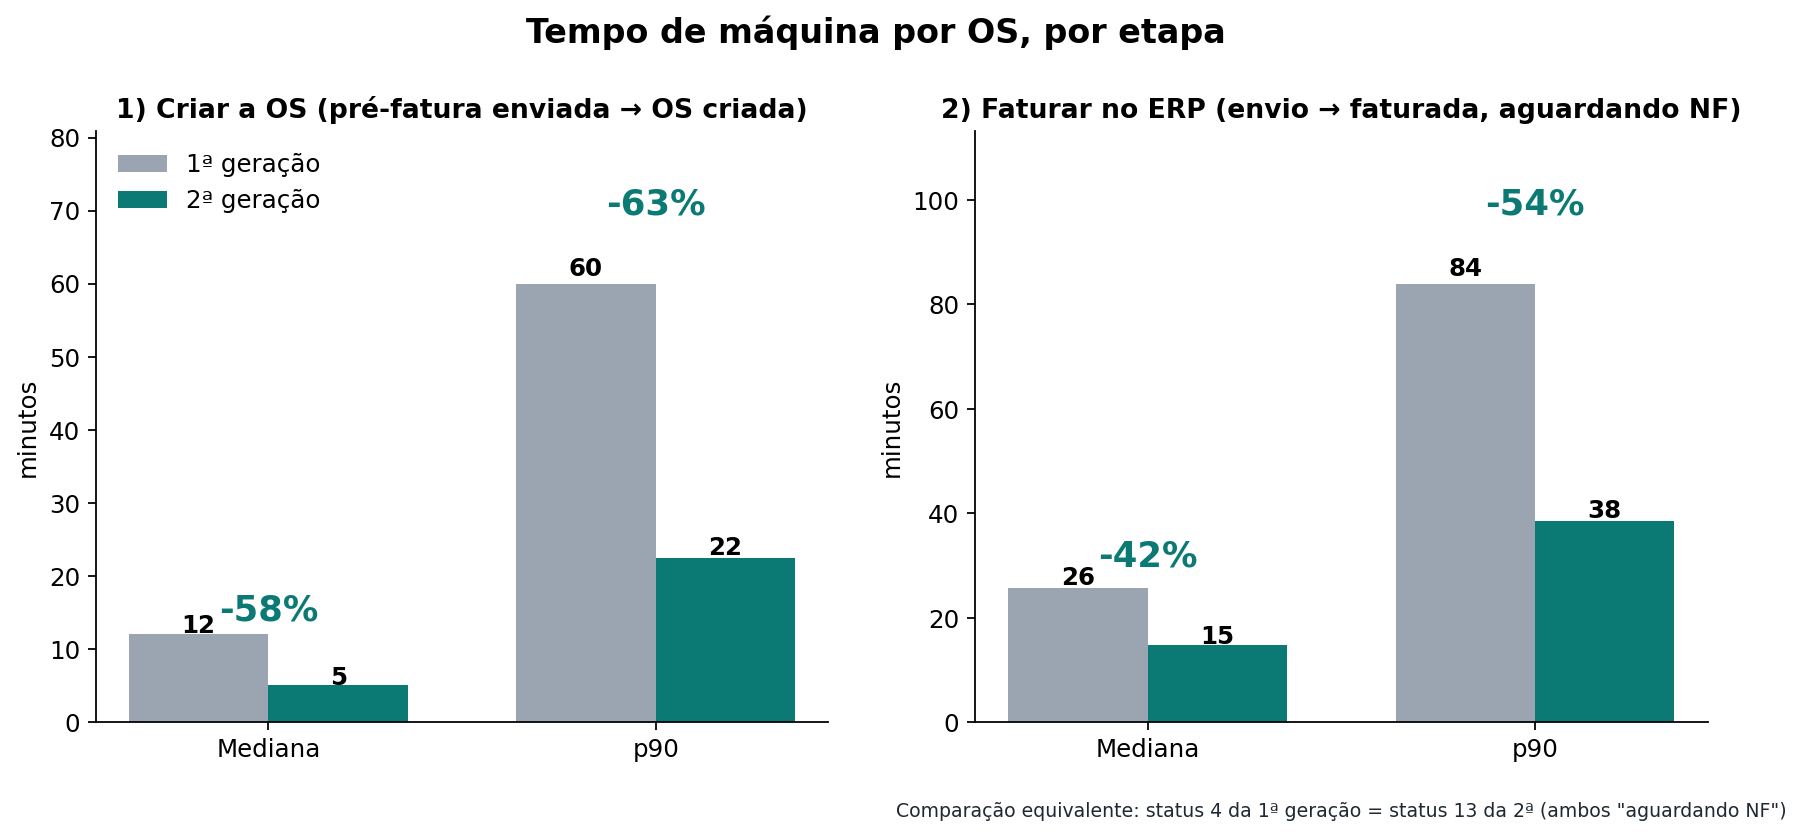 Tempo de máquina por OS, por etapa
1) Criar a OS (pré-fatura enviada → OS criada)
80
70
60
50
40
30
20
10
0
minutos
1ª geração
2ª geração
-63%
60
22
-58%
12
5
Mediana
p90
2) Faturar no ERP (envio → faturada, aguardando NF)
100
80
60
40
20
0
minutos
-54%
84
38
-42%
26
15
Mediana
p90
Comparação equivalente: status 4 da 1ª geração = status 13 da 2ª (ambos "aguardando NF")